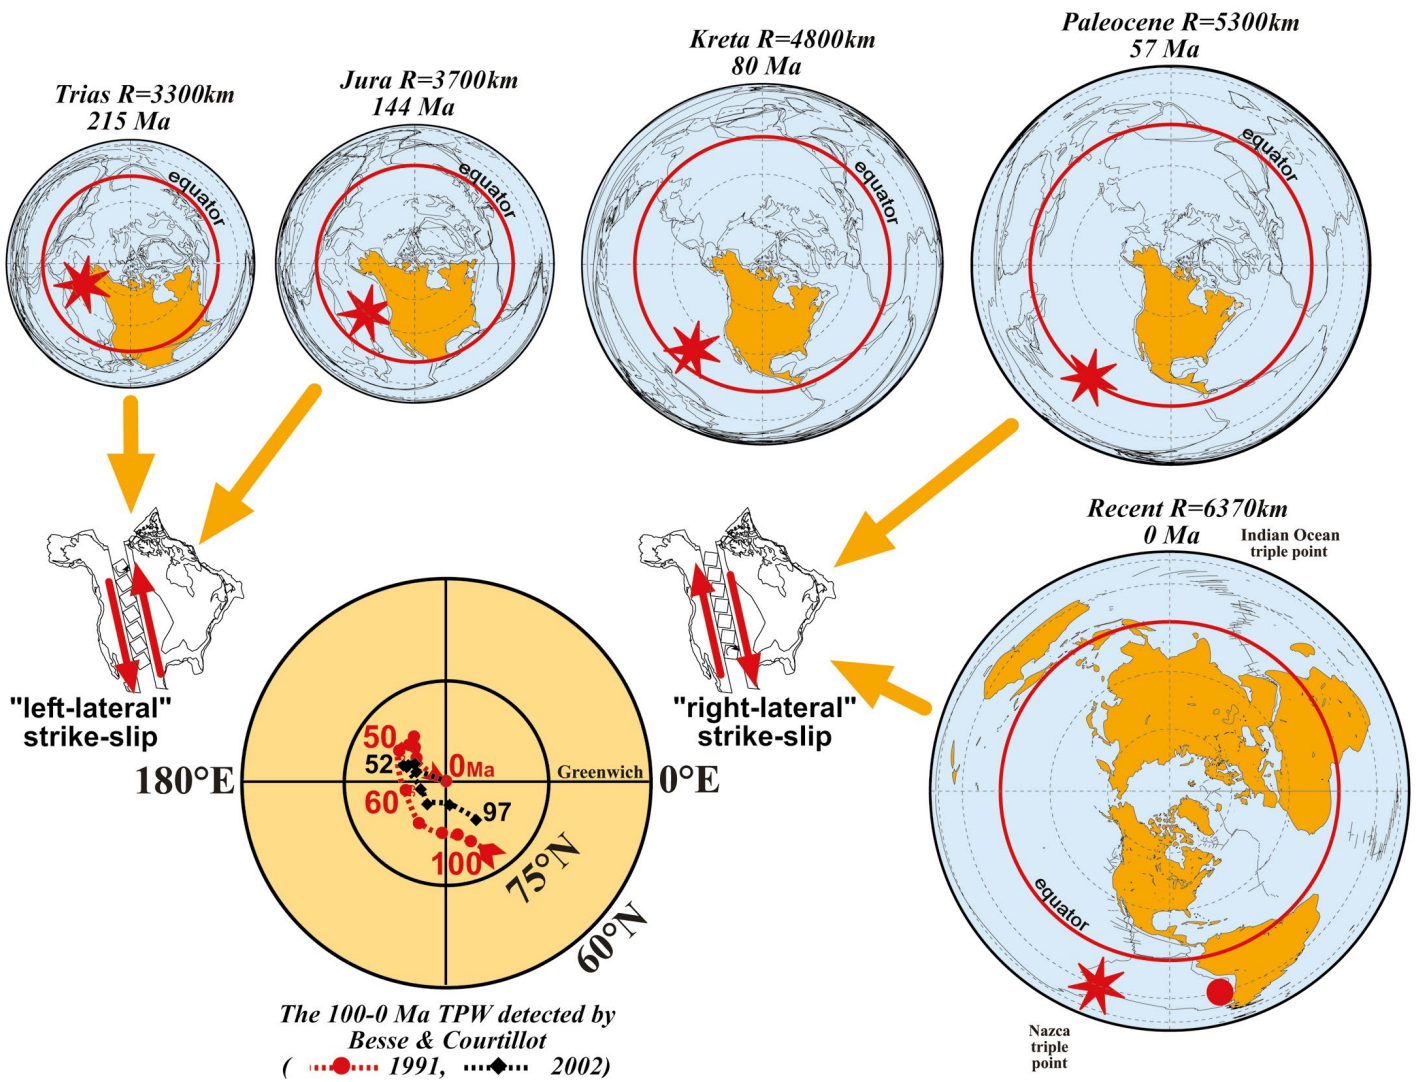 Trias R=3300km
215 Ma
equator
Jura R=3700km
144 Ma
equator
Kreta R=4800km
80 Ma
equator
Paleocene R=5300km
57 Ma
equator
"left-lateral"
strike-slip
"right-lateral"
strike-slip
Recent R=6370km
0 Ma
Indian Ocean
triple point
equator
Nazca
triple
point
180°E
0°E
Greenwich
50
52
0Ma
60
97
100
75°N
60°N
The 100-0 Ma TPW detected by
Besse & Courtillot
( 1991, 2002)